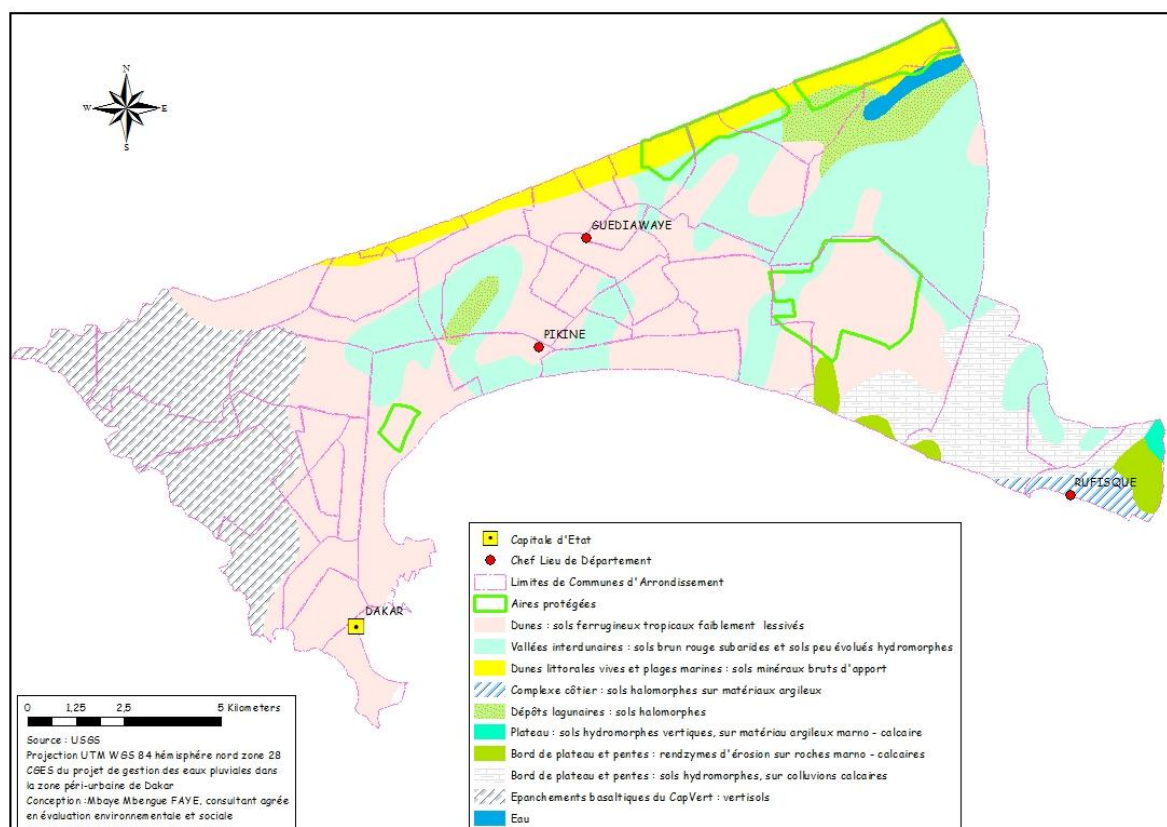 N
W E
S
GUEDIAWAYE
PIKINE
RUFISQUE
DAKAR
Capitale d'Etat
Chef Lieu de Département
Limites de Communes d'Arrondissement
Aires protégées
Dunes : sols ferrugineux tropicaux faiblement lessivés
Vallées interdunaires : sols brun rouge subarides et sols peu évolués hydromorphes
Dunes littorales vives et plages marines : sols minéraux bruts d'apport
Complexe côtier : sols halomorphes sur matériaux argileux
Dépôts lagunaires : sols halomorphes
Plateau : sols hydromorphes vertiques, sur matériau argileux marno - calcaire
Bord de plateau et pentes : rendzymes d'érosion sur roches marno - calcaires
Bord de plateau et pentes : sols hydromorphes, sur colluvions calcaires
Epanchements basaltiques du CapVert : vertisols
Eau
0 1,25 2,5 5 Kilometers
Source : USGS
Projection UTM WGS 84 hémisphère nord zone 28
CGES du projet de gestion des eaux pluviales dans
la zone péri-urbaine de Dakar
Conception :Mbaye Mbengue FAYE, consultant agrée
en évaluation environnementale et sociale